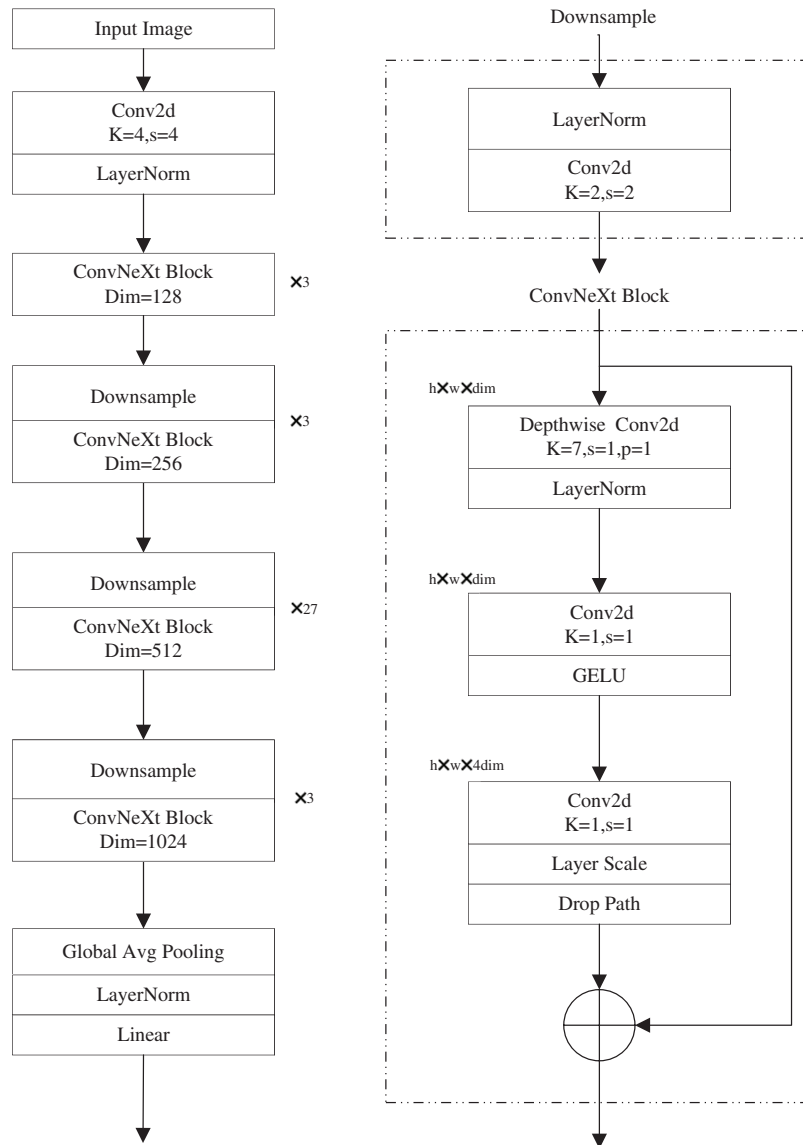 Input Image
Conv2d
K=4,s=4
LayerNorm
ConvNeXt Block
Dim=128
×3
Downsample
×3
ConvNeXt Block
Dim=256
Downsample
×27
ConvNeXt Block
Dim=512
Downsample
×3
ConvNeXt Block
Dim=1024
Global Avg Pooling
LayerNorm
Linear
Downsample
LayerNorm
Conv2d
K=2,s=2
ConvNeXt Block
h×w×dim
Depthwise Conv2d
K=7,s=1,p=1
LayerNorm
h×w×dim
Conv2d
K=1,s=1
GELU
h×w×4dim
Conv2d
K=1,s=1
Layer Scale
Drop Path